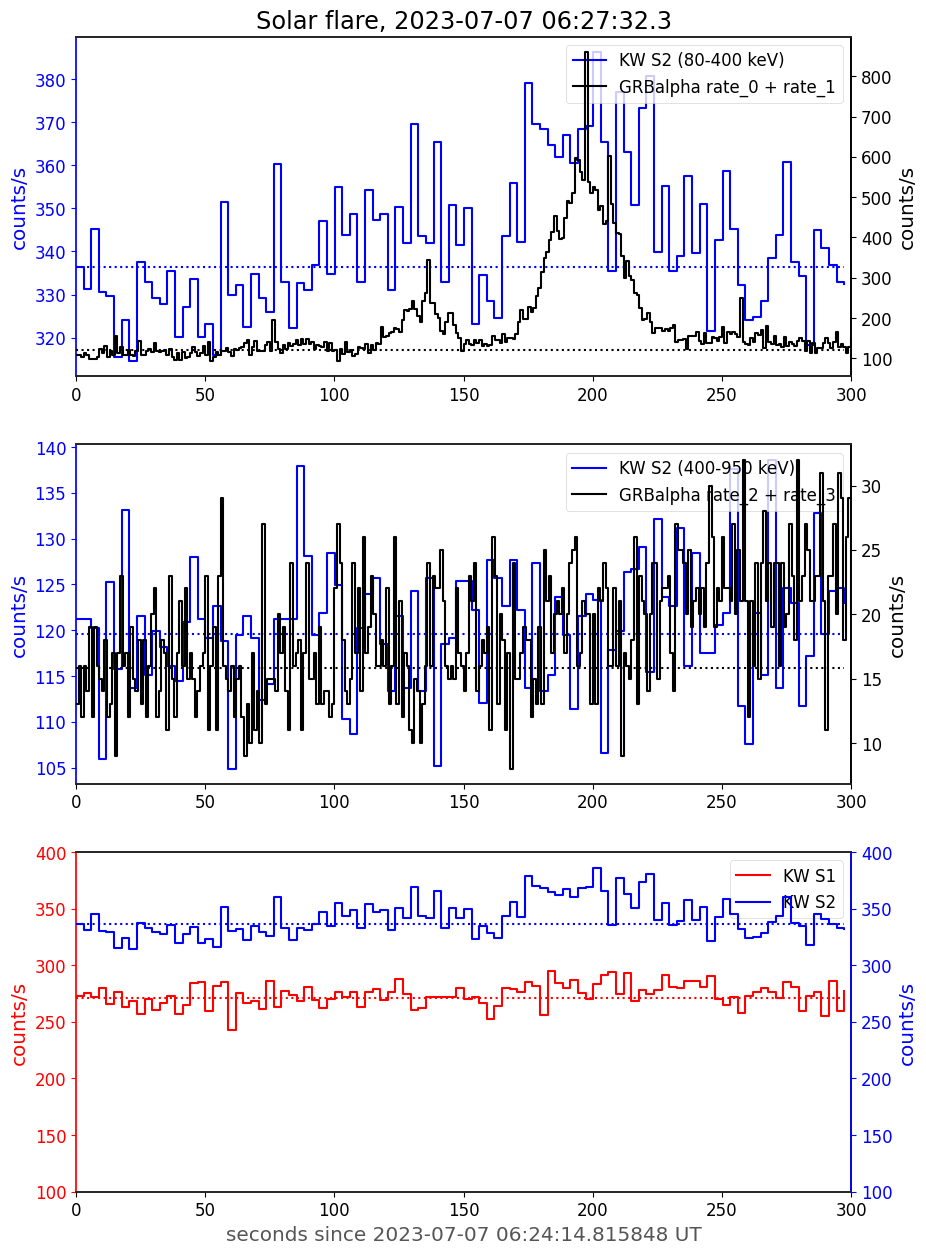 Solar flare, 2023-07-07 06:27:32.3
KW S2 (80-400 keV)
GRBalpha rate_0 + rate_1
380
370
360
350
340
330
320
counts/s
800
700
600
500
400
300
200
100
counts/s
0 50 100 150 200 250 300
KW S2 (400-950 keV)
GRBalpha rate_2 + rate_3
140
135
130
125
120
115
110
105
counts/s
30
25
20
15
10
counts/s
0 50 100 150 200 250 300
KW S1
KW S2
400
350
300
250
200
150
100
counts/s
400
350
300
250
200
150
100
counts/s
0 50 100 150 200 250 300
seconds since 2023-07-07 06:24:14.815848 UT